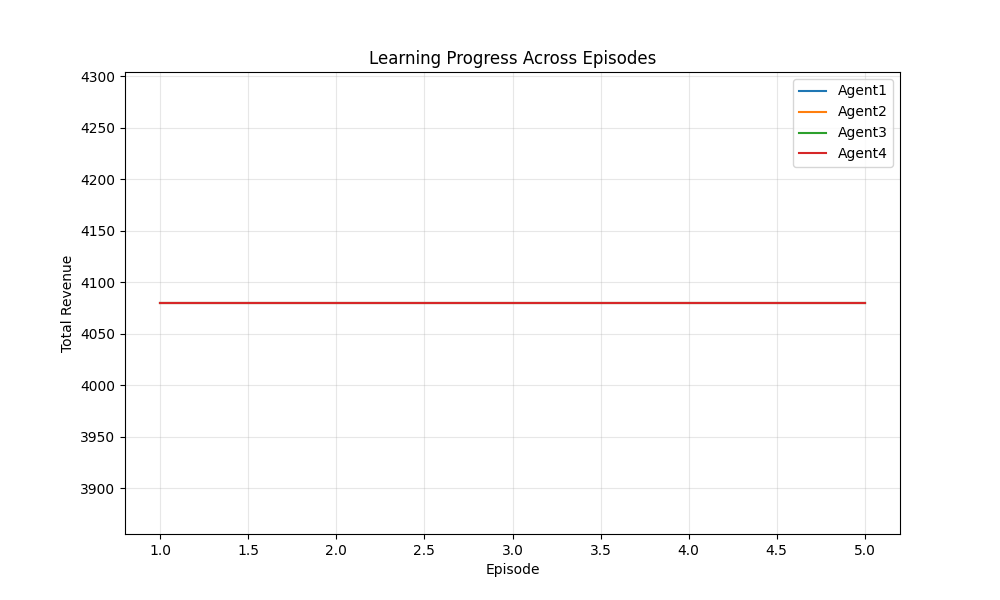 Learning Progress Across Episodes
Agent1
Agent2
Agent3
Agent4
Total Revenue
4300
4250
4200
4150
4100
4050
4000
3950
3900
1.0 1.5 2.0 2.5 3.0 3.5 4.0 4.5 5.0
Episode